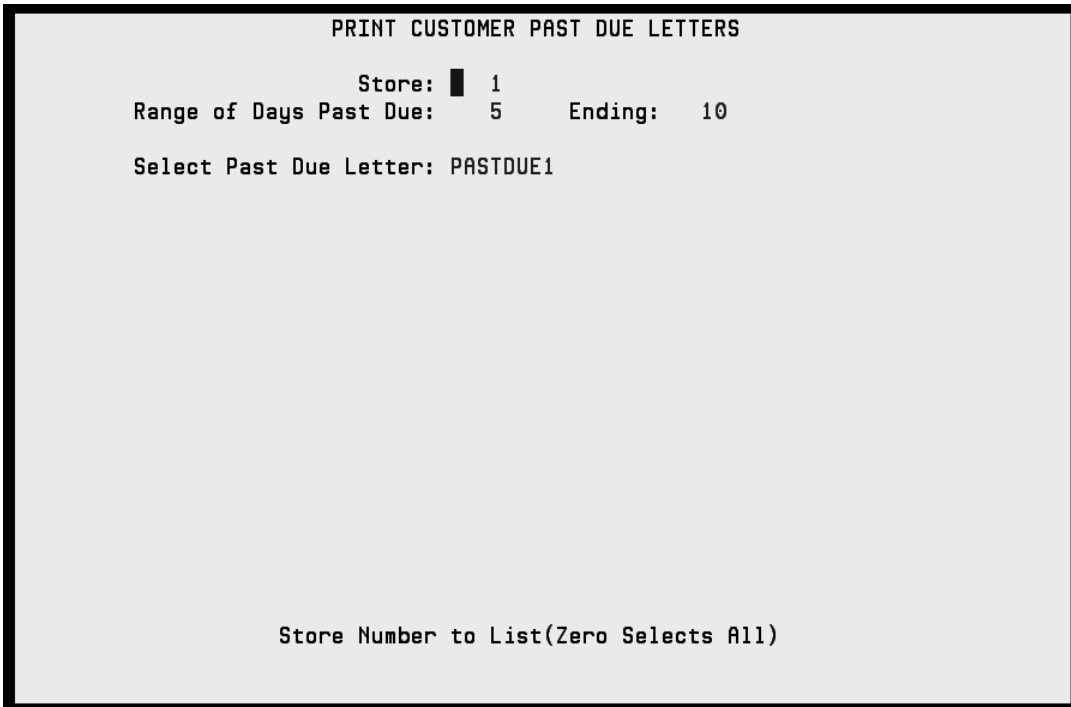 PRINT CUSTOMER PAST DUE LETTERS
Store: 1
Range of Days Past Due: 5 Ending: 10
Select Past Due Letter: PASTDUE1
Store Number to List(Zero Selects All)